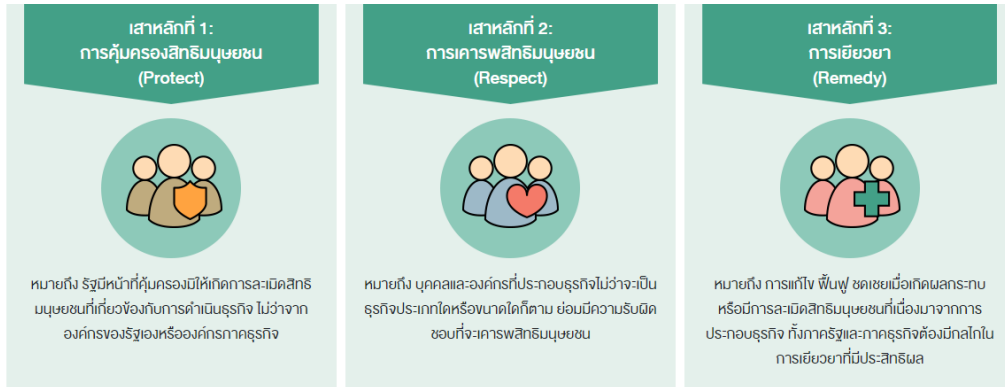 เสาหลักที่ 1:
การคุ้มครองสิทธิมนุษยชน
(Protect)
หมายถึง รัฐมีหน้าที่คุ้มครองมิให้เกิดการละเมิดสิทธิ
มนุษยชนที่เกี่ยวข้องกับการดำเนินธุรกิจ ไม่ว่าจาก
องค์กรของรัฐเองหรือองค์กรภาคธุรกิจ
เสาหลักที่ 2:
การเคารพสิทธิมนุษยชน
(Respect)
หมายถึง บุคคลและองค์กรที่ประกอบธุรกิจไม่ว่าจะเป็น
ธุรกิจประเภทใดหรือขนาดใดก็ตาม ย่อมมีความรับผิด
ชอบที่จะเคารพสิทธิมนุษยชน
เสาหลักที่ 3:
การเยียวยา
(Remedy)
หมายถึง การแก้ไข ฟื้นฟู ชดเชยเมื่อเกิดผลกระทบ
หรือมีการละเมิดสิทธิมนุษยชนที่เนื่องมาจากการ
ประกอบธุรกิจ ทั้งภาครัฐและภาคธุรกิจต้องมีกลไกใน
การเยียวยาที่มีประสิทธิผล